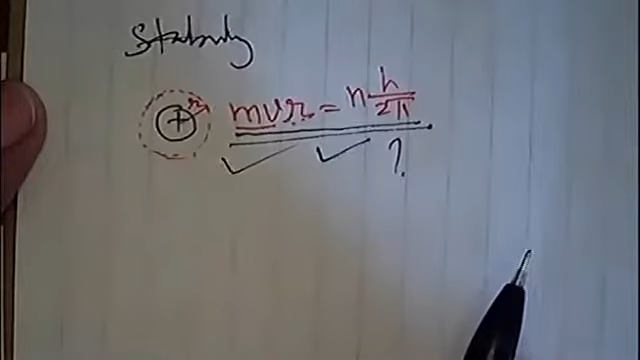 Stability
+ r mvr = n h/2π
?